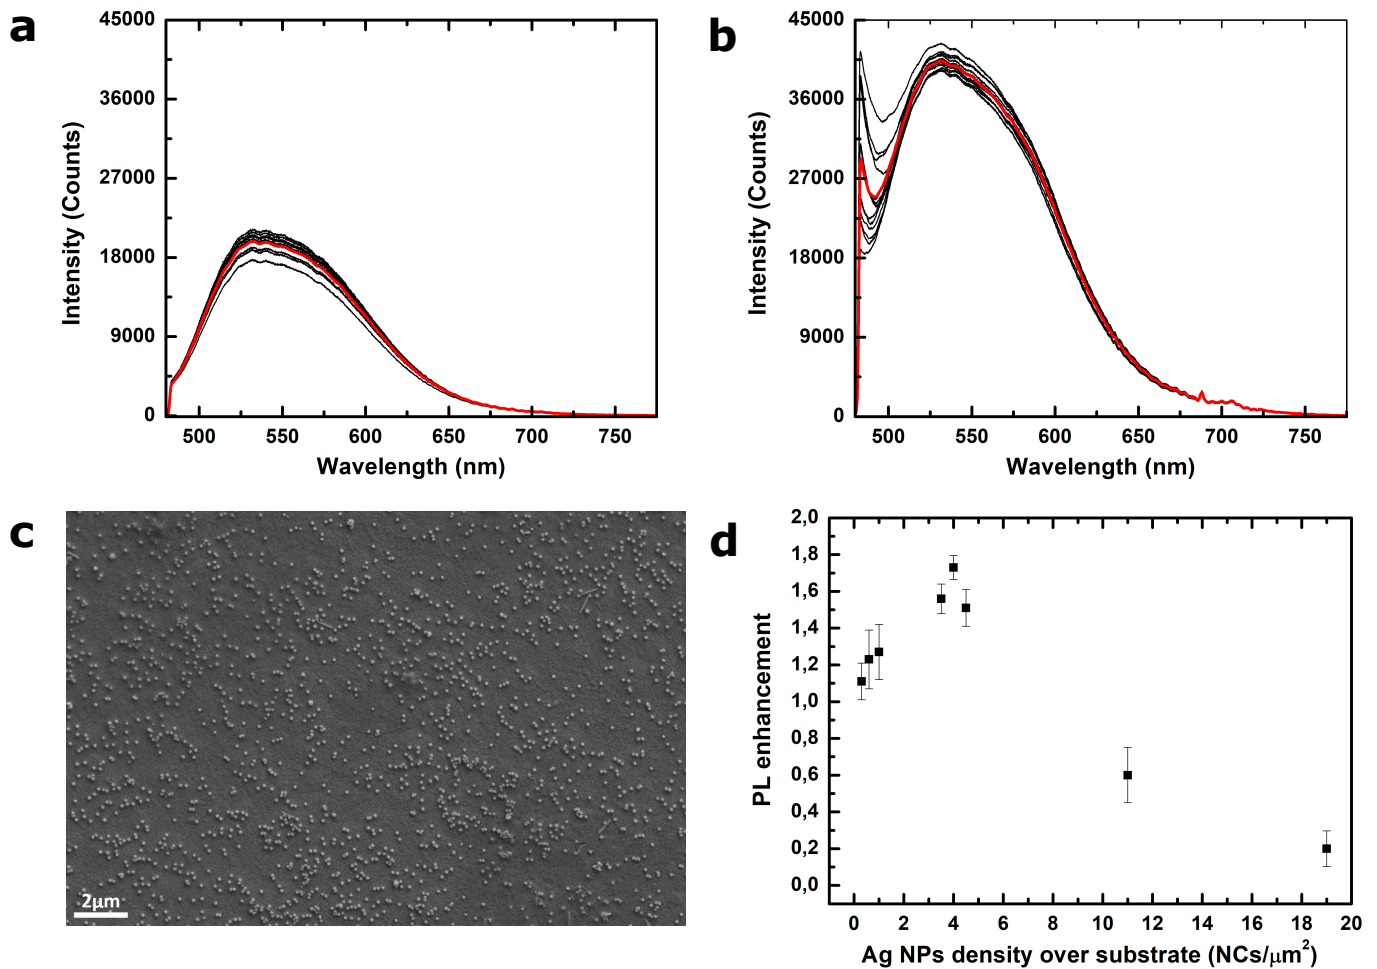 a
45000
36000
27000
18000
9000
0
500 550 600 650 700 750
Wavelength (nm)
Intensity (Counts)
b
45000
36000
27000
18000
9000
0
500 550 600 650 700 750
Wavelength (nm)
Intensity (Counts)
c
2μm
d
2,0
1,8
1,6
1,4
1,2
1,0
0,8
0,6
0,4
0,2
0,0
0 2 4 6 8 10 12 14 16 18 20
Ag NPs density over substrate (NCs/μm²)
PL enhancement